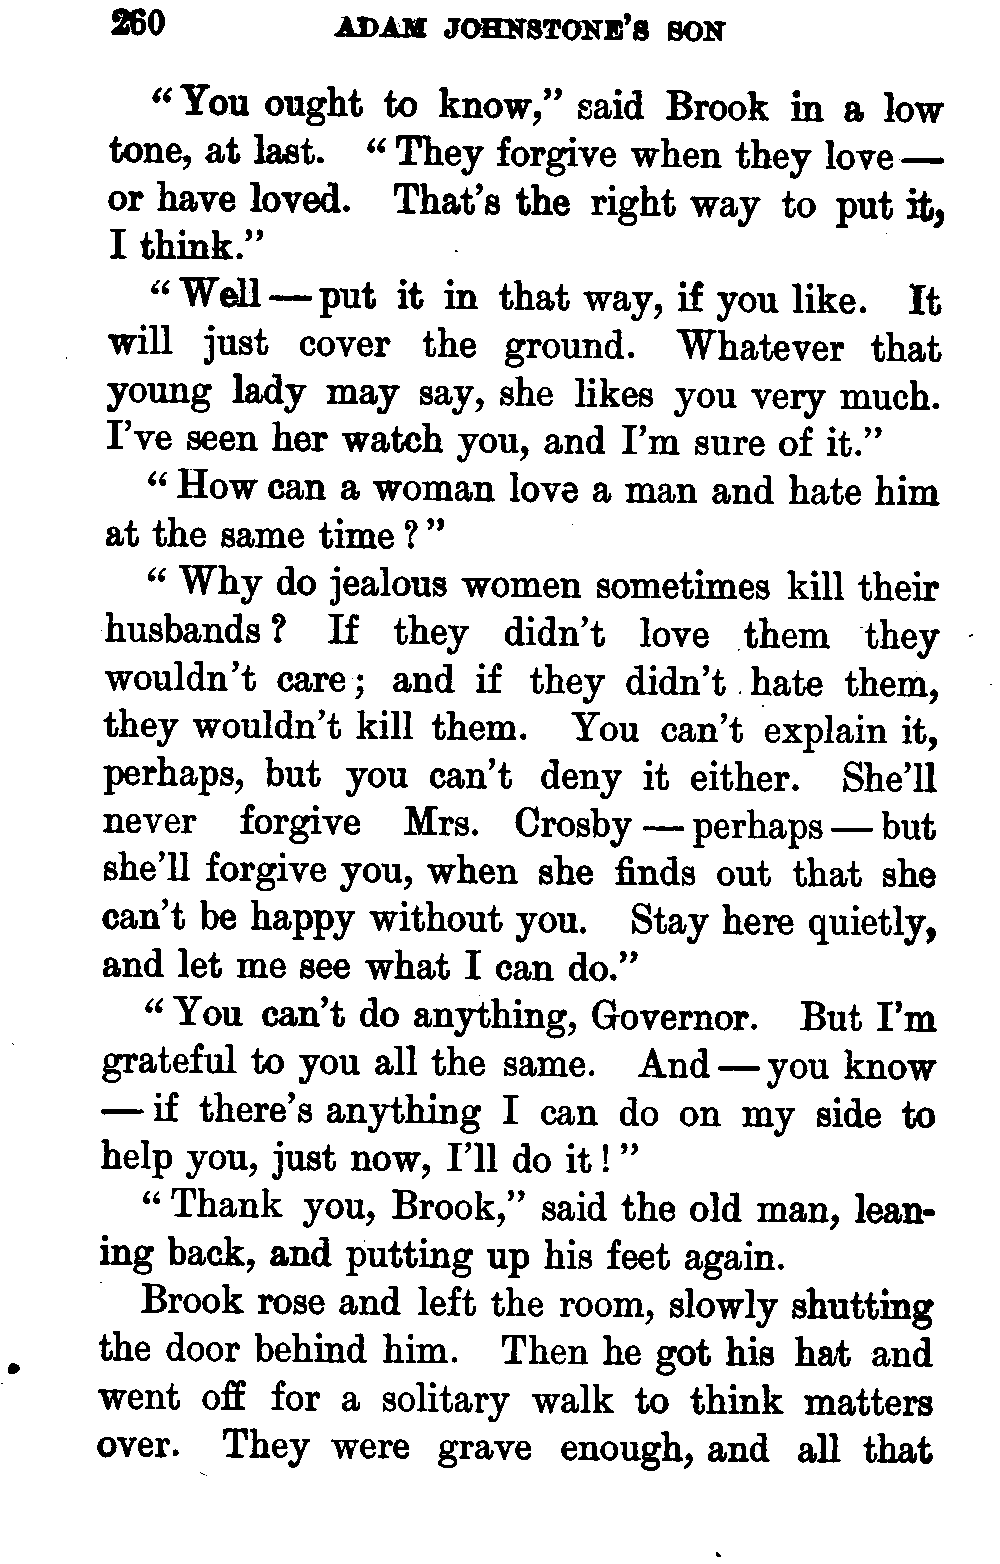 260 ADAM JOHNSTONE'S SON
“You ought to know,” said Brook in a low
tone, at last. “They forgive when they love—
or have loved. That's the right way to put it,
I think.”
“Well—put it in that way, if you like. It
will just cover the ground. Whatever that
young lady may say, she likes you very much.
I've seen her watch you, and I'm sure of it.”
“How can a woman love a man and hate him
at the same time?”
“Why do jealous women sometimes kill their
husbands? If they didn't love them they
wouldn't care; and if they didn't hate them,
they wouldn't kill them. You can't explain it,
perhaps, but you can't deny it either. She'll
never forgive Mrs. Crosby—perhaps—but
she'll forgive you, when she finds out that she
can't be happy without you. Stay here quietly,
and let me see what I can do.”
“You can't do anything, Governor. But I'm
grateful to you all the same. And—you know
—if there's anything I can do on my side to
help you, just now, I'll do it!”
“Thank you, Brook,” said the old man, lean-
ing back, and putting up his feet again.
Brook rose and left the room, slowly shutting
the door behind him. Then he got his hat and
went off for a solitary walk to think matters
over. They were grave enough, and all that